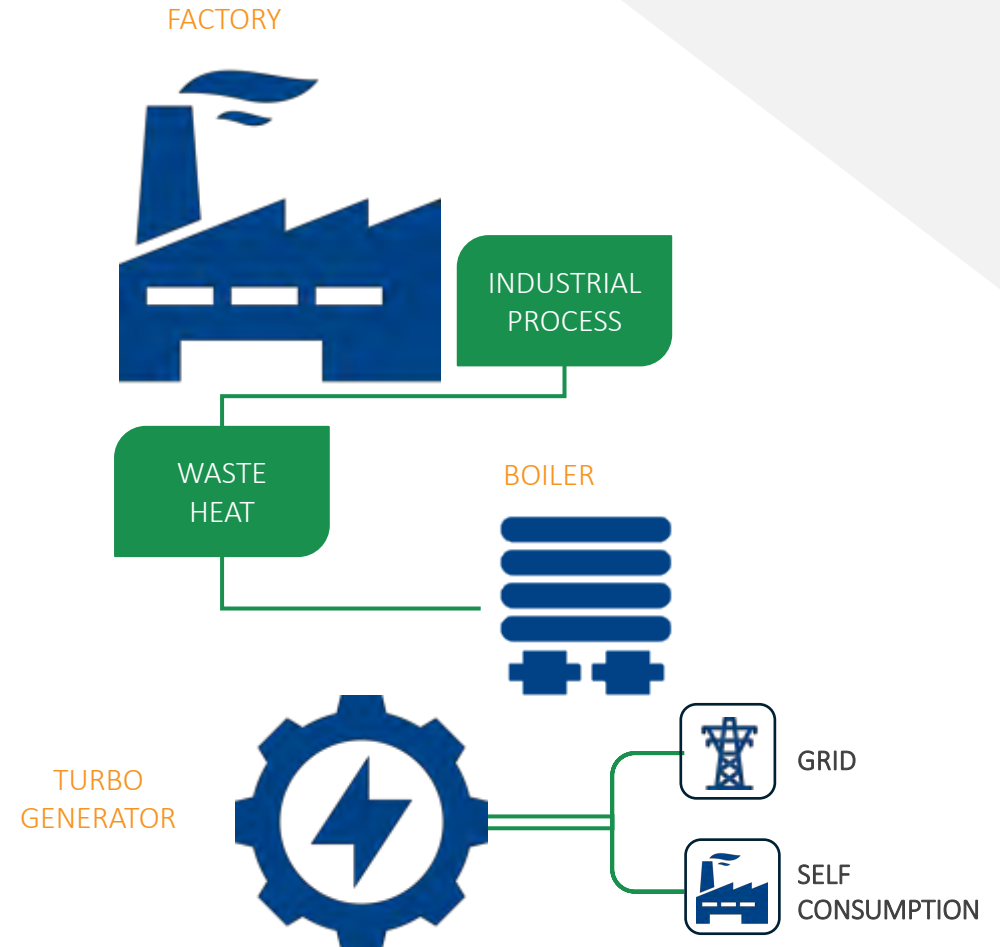 FACTORY
INDUSTRIAL
PROCESS
WASTE
HEAT
BOILER
TURBO
GENERATOR
GRID
SELF
CONSUMPTION